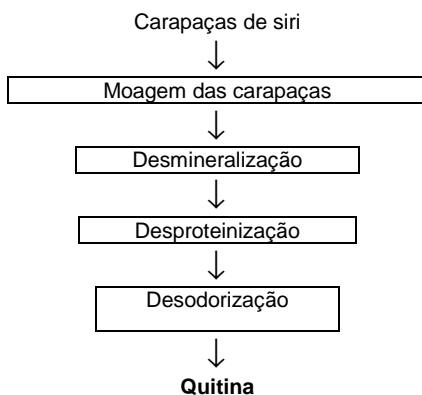 Carapaças de siri
Moagem das carapaças
Desmineralização
Desproteinização
Desodorização
Quitina